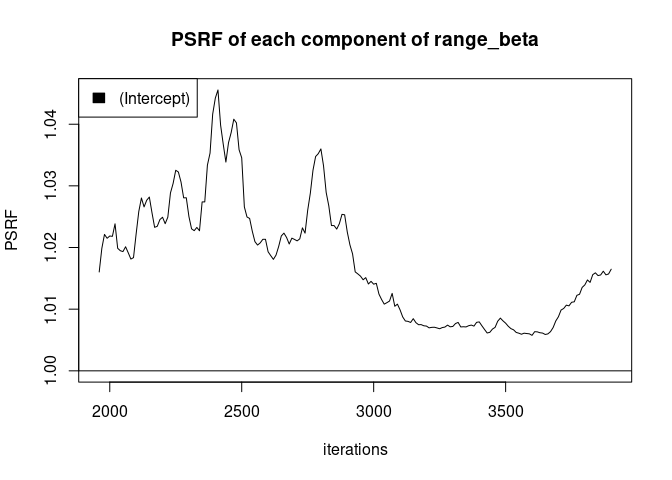 PSRF of each component of range_beta
(Intercept)
PSRF
1.04
1.03
1.02
1.01
1.00
2000 2500 3000 3500
iterations